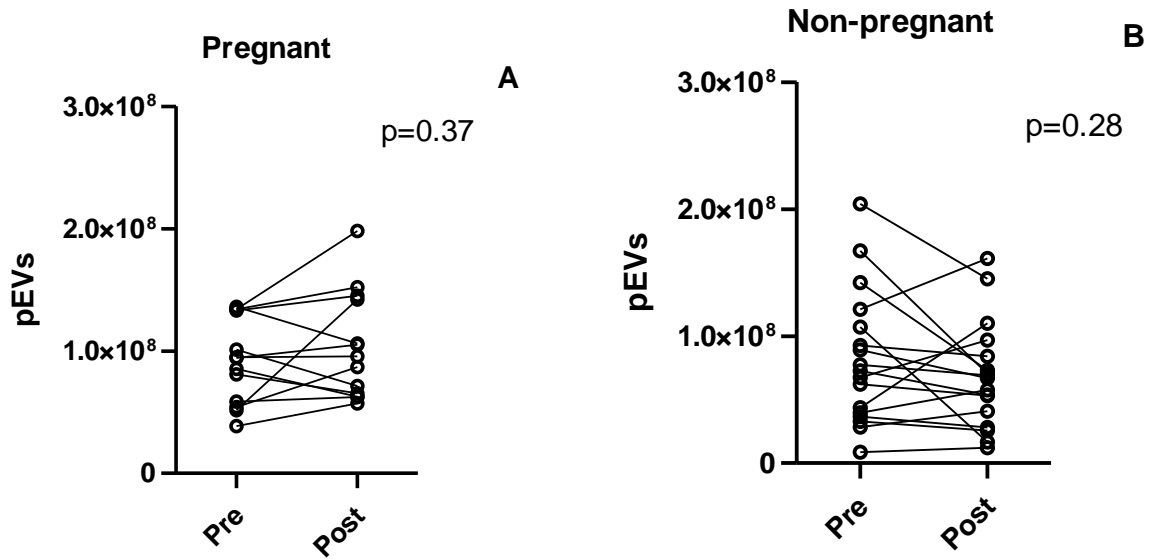 Pregnant
A
3.0×10⁸
p=0.37
2.0×10⁸
1.0×10⁸
0
pEVs
Pre
Post
Non-pregnant
B
3.0×10⁸
p=0.28
2.0×10⁸
1.0×10⁸
0
pEVs
Pre
Post